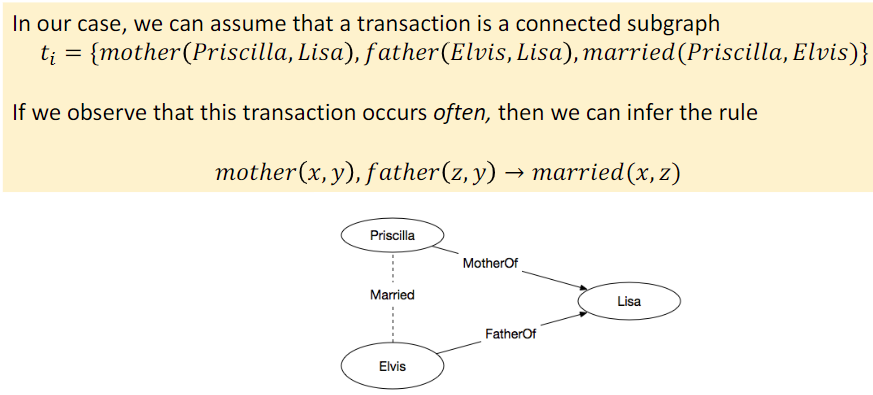 In our case, we can assume that a transaction is a connected subgraph
tᵢ = {mother(Priscilla, Lisa), father(Elvis, Lisa), married(Priscilla, Elvis)}
If we observe that this transaction occurs often, then we can infer the rule
mother(x, y), father(z, y) → married(x, z)
Priscilla
MotherOf
Married
Lisa
FatherOf
Elvis